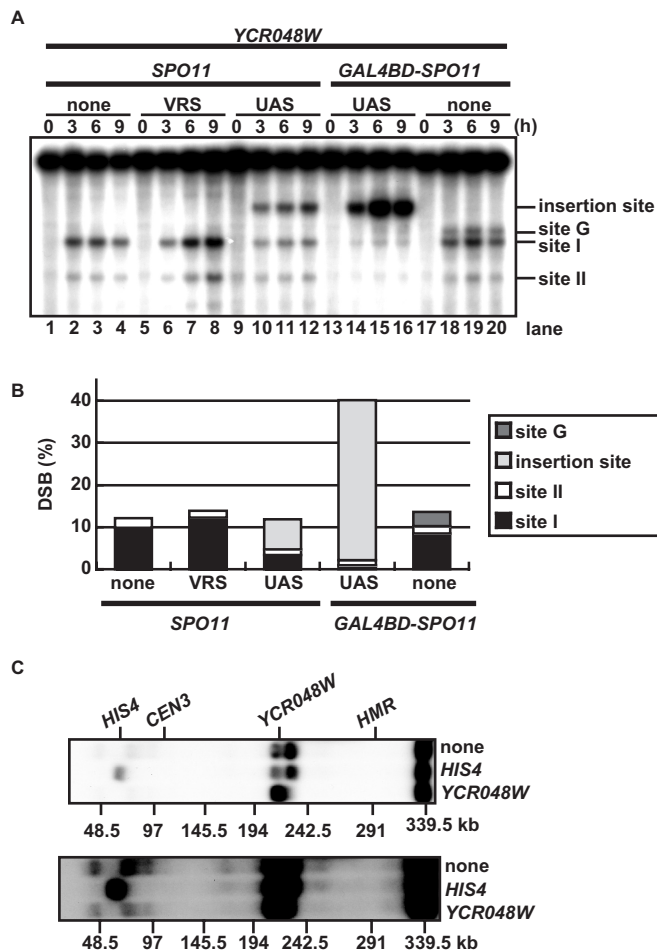 A
YCR048W
SPO11 GAL4BD-SPO11
none VRS UAS UAS none
0 3 6 9 0 3 6 9 0 3 6 9 0 3 6 9 0 3 6 9 (h)
insertion site
site G
site I
site II
1 2 3 4 5 6 7 8 9 10 11 12 13 14 15 16 17 18 19 20 lane
B
DSB (%)
40
30
20
10
0
none VRS UAS UAS none
SPO11 GAL4BD-SPO11
site G
insertion site
site II
site I
C
HIS4 CEN3 YCR048W HMR
none
HIS4
YCR048W
48.5 97 145.5 194 242.5 291 339.5 kb
none
HIS4
YCR048W
48.5 97 145.5 194 242.5 291 339.5 kb